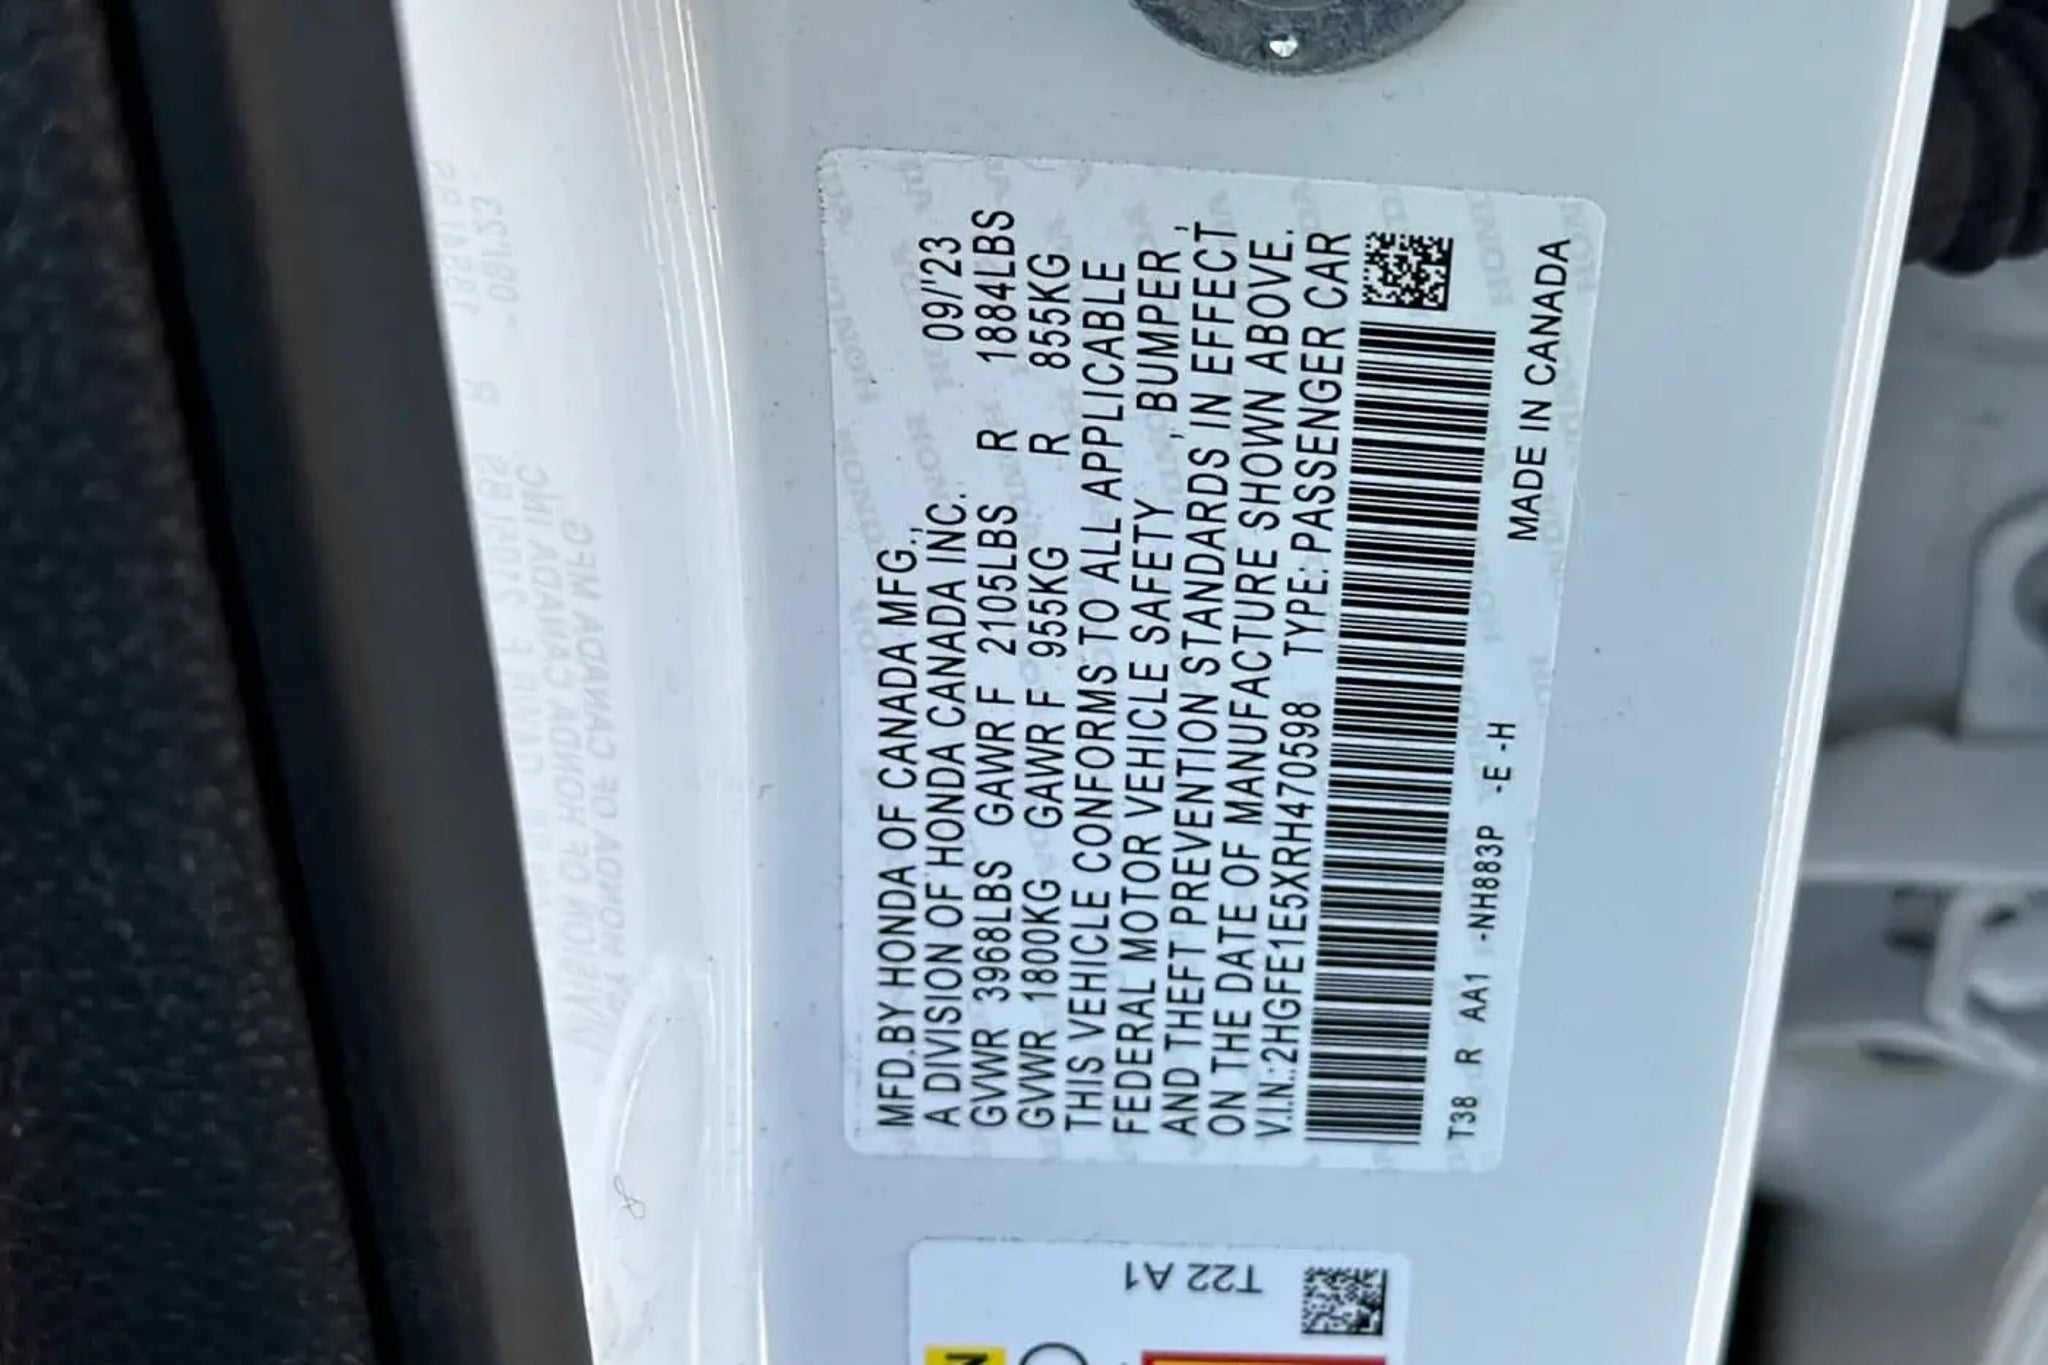 MFD.BY HONDA OF CANADA MFG.,
A DIVISION OF HONDA CANADA INC. 09/'23
GVWR 3968LBS GAWR F 2105LBS R 1884LBS
GVWR 1800KG GAWR F 955KG R 855KG
THIS VEHICLE CONFORMS TO ALL APPLICABLE
FEDERAL MOTOR VEHICLE SAFETY , BUMPER ,
AND THEFT PREVENTION STANDARDS IN EFFECT
ON THE DATE OF MANUFACTURE SHOWN ABOVE.
V.I.N.:2HGFE1E5XRH470598 TYPE: PASSENGER CAR
T38 R AA1 -NH883P -E -H
MADE IN CANADA
T22 A1